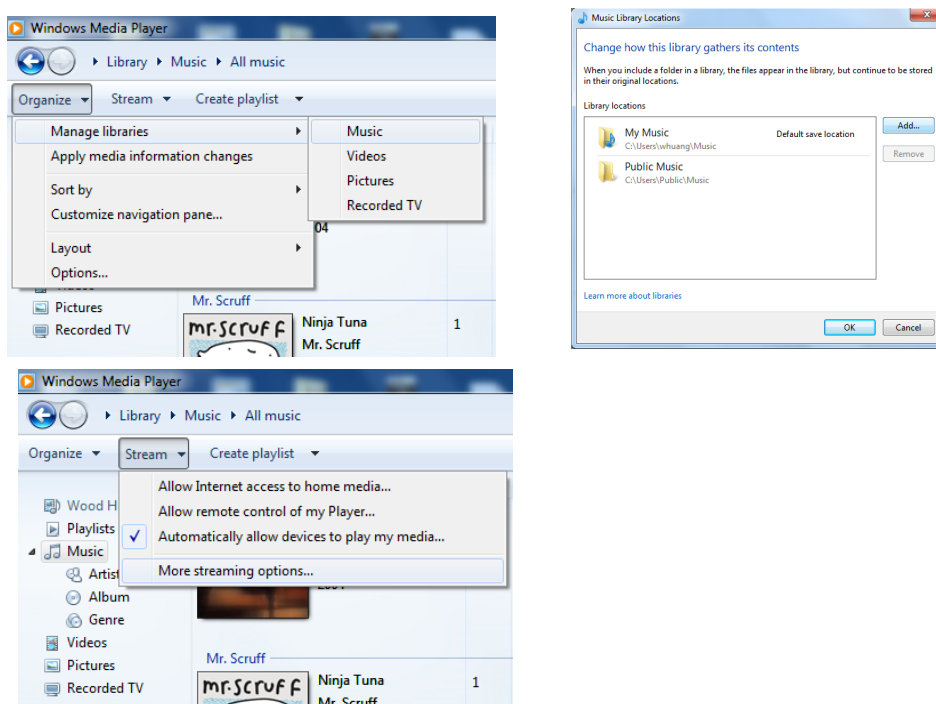 Windows Media Player
Library Music All music
Organize Stream Create playlist
Manage libraries
Apply media information changes
Sort by
Customize navigation pane...
Layout
Options...
Music
Videos
Pictures
Recorded TV
04
Pictures
Recorded TV
Mr. Scruff
mr.scruff
Ninja Tuna
Mr. Scruff
1
Music Library Locations
Change how this library gathers its contents
When you include a folder in a library, the files appear in the library, but continue to be stored
in their original locations.
Library locations
My Music
C:\Users\whuang\Music
Default save location
Public Music
C:\Users\Public\Music
Add...
Remove
Learn more about libraries
OK Cancel
Windows Media Player
Library Music All music
Organize Stream Create playlist
Allow Internet access to home media...
Allow remote control of my Player...
Automatically allow devices to play my media...
More streaming options...
Wood H
Playlists
Music
Artist
Album
Genre
Videos
Pictures
Recorded TV
Mr. Scruff
mr.scruff
Ninja Tuna
Mr. Scruff
1